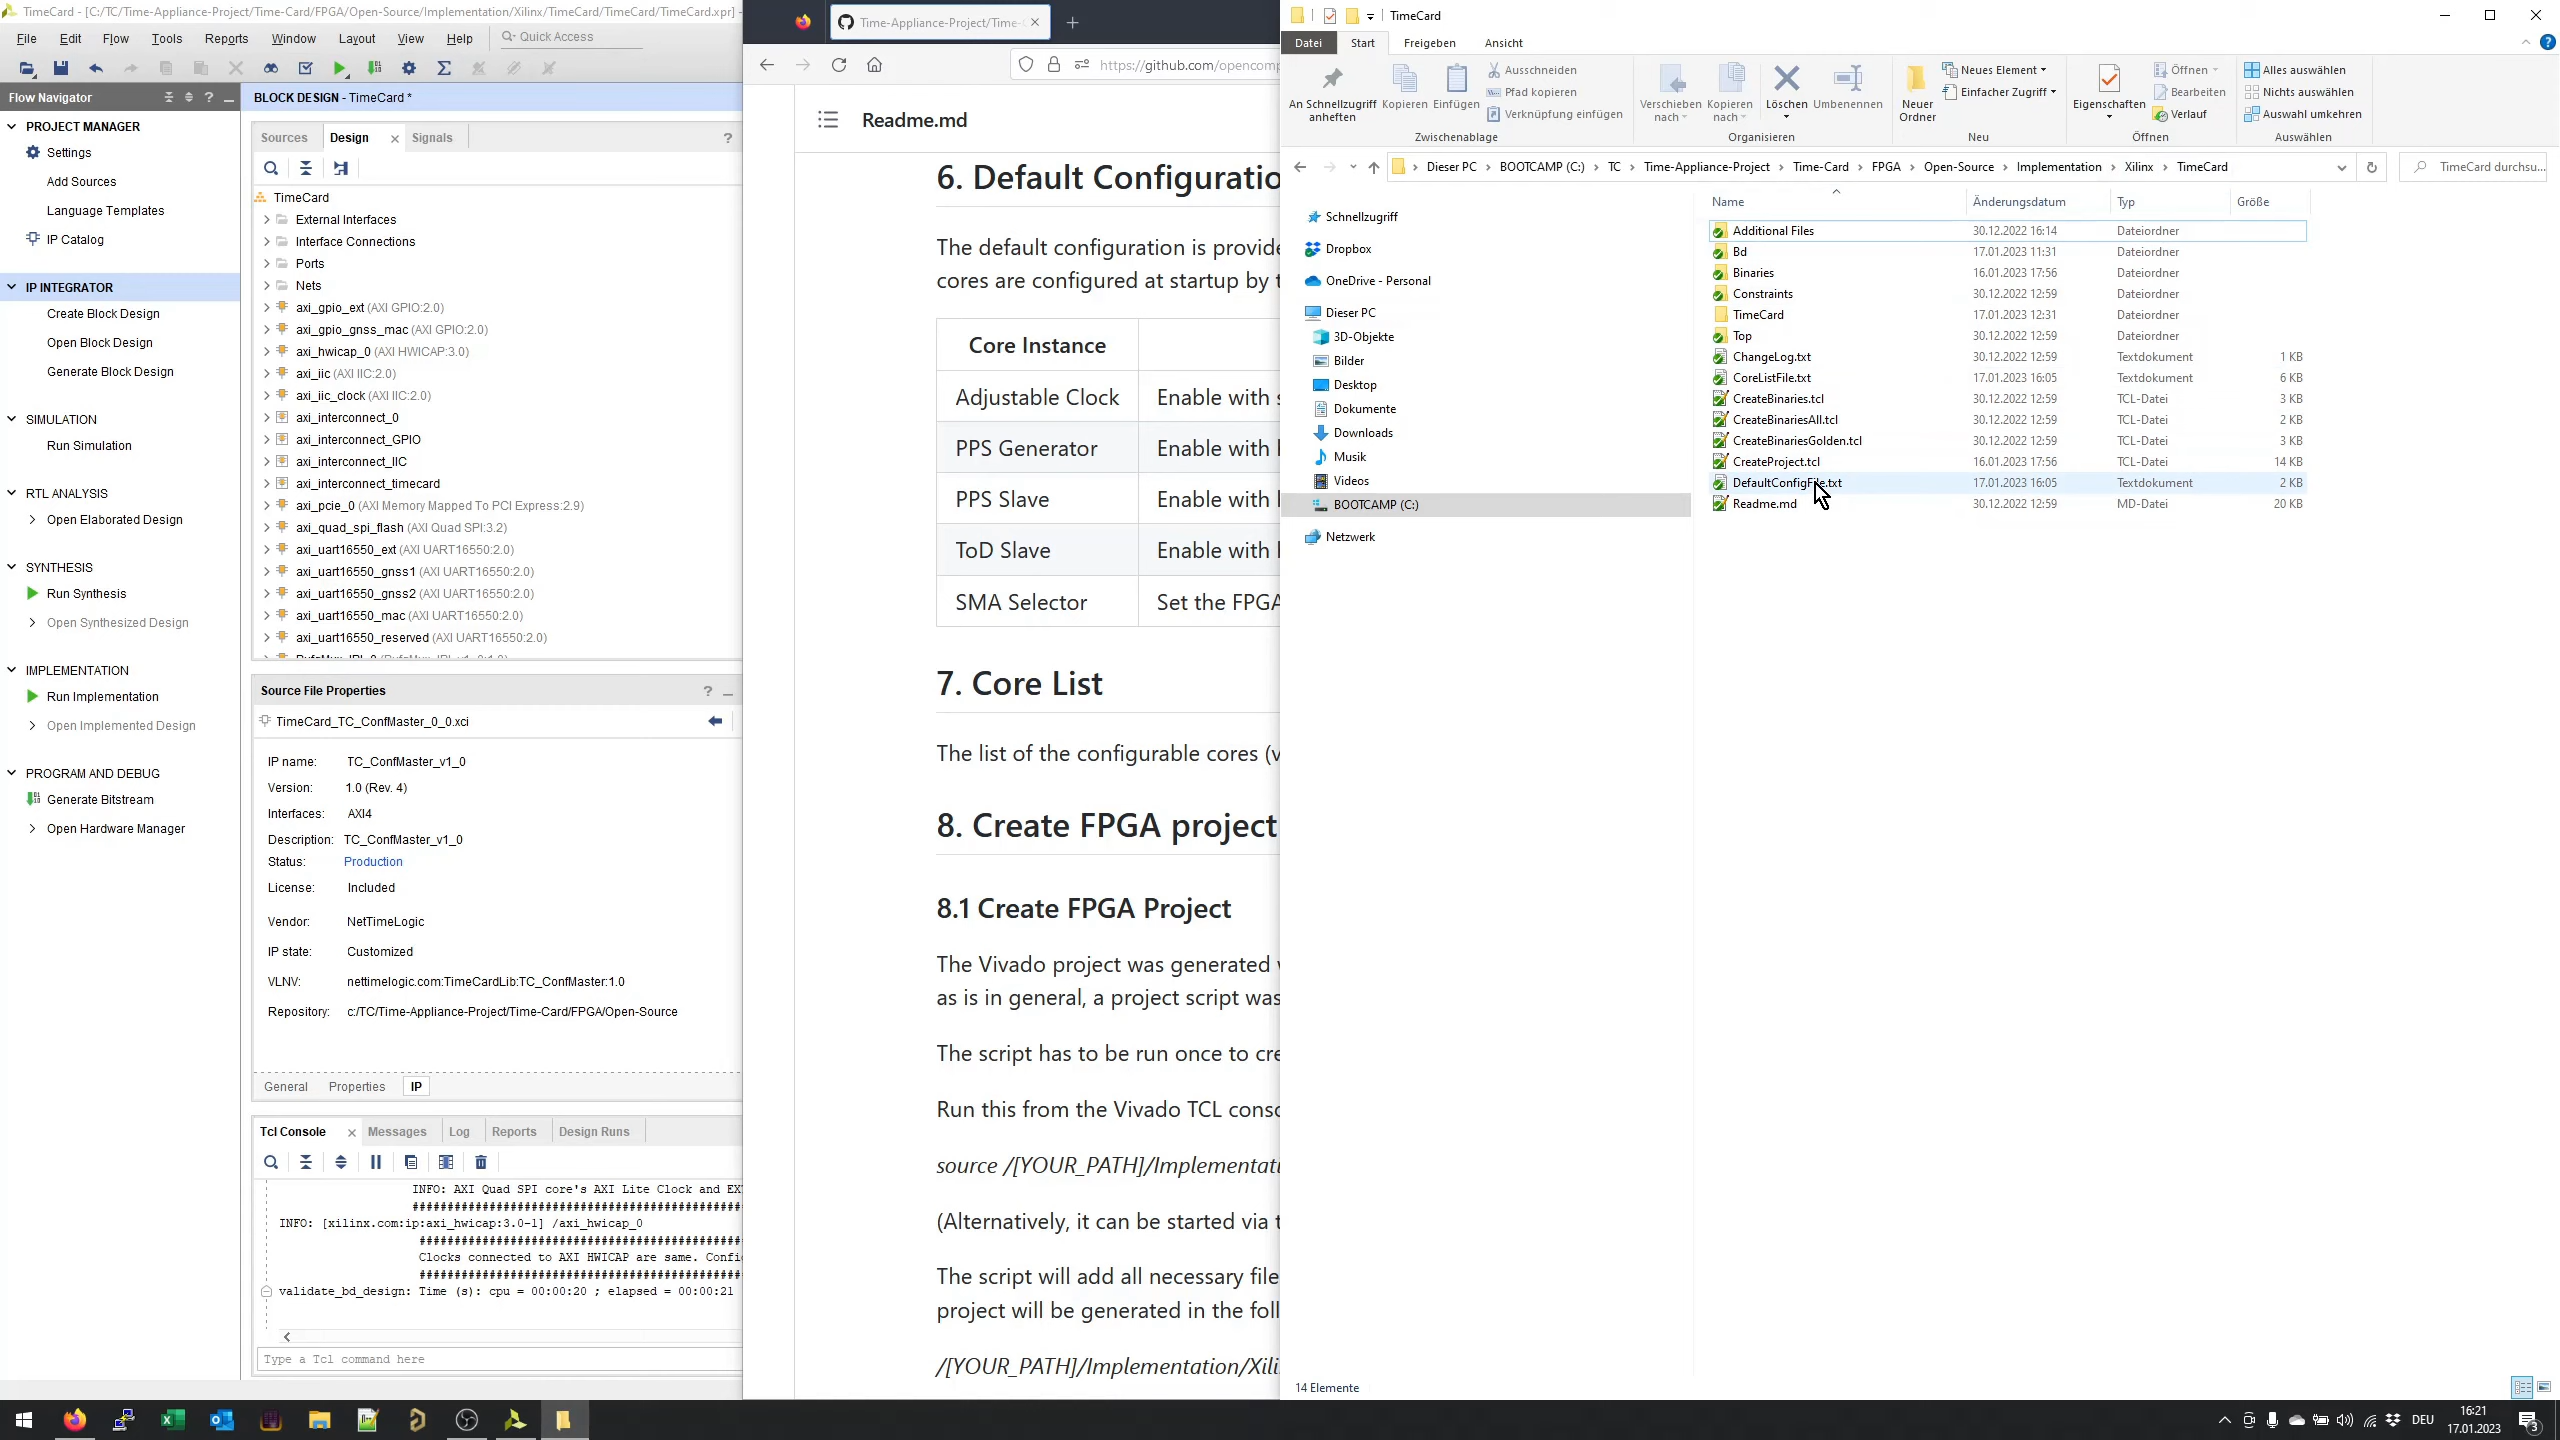 TimeCard - [C:/TC/Time-Appliance-Project/Time-Card/FPGA/Open-Source/Implementation/Xilinx/TimeCard/TimeCard/TimeCard.xpr] -
File Edit Flow Tools Reports Window Layout View Help Quick Access
Flow Navigator
PROJECT MANAGER
Settings
Add Sources
Language Templates
IP Catalog
IP INTEGRATOR
Create Block Design
Open Block Design
Generate Block Design
SIMULATION
Run Simulation
RTL ANALYSIS
Open Elaborated Design
SYNTHESIS
Run Synthesis
Open Synthesized Design
IMPLEMENTATION
Run Implementation
Open Implemented Design
PROGRAM AND DEBUG
Generate Bitstream
Open Hardware Manager
BLOCK DESIGN - TimeCard *
Sources Design Signals
TimeCard
External Interfaces
Interface Connections
Ports
Nets
axi_gpio_ext (AXI GPIO:2.0)
axi_gpio_gnss_mac (AXI GPIO:2.0)
axi_hwicap_0 (AXI HWICAP:3.0)
axi_iic (AXI IIC:2.0)
axi_iic_clock (AXI IIC:2.0)
axi_interconnect_0
axi_interconnect_GPIO
axi_interconnect_IIC
axi_interconnect_timecard
axi_pcie_0 (AXI Memory Mapped To PCI Express:2.9)
axi_quad_spi_flash (AXI Quad SPI:3.2)
axi_uart16550_ext (AXI UART16550:2.0)
axi_uart16550_gnss1 (AXI UART16550:2.0)
axi_uart16550_gnss2 (AXI UART16550:2.0)
axi_uart16550_mac (AXI UART16550:2.0)
axi_uart16550_reserved (AXI UART16550:2.0)
Source File Properties
TimeCard_TC_ConfMaster_0_0.xci
IP name: TC_ConfMaster_v1_0
Version: 1.0 (Rev. 4)
Interfaces: AXI4
Description: TC_ConfMaster_v1_0
Status: Production
License: Included
Vendor: NetTimeLogic
IP state: Customized
VLNV: nettimelogic.com:TimeCardLib:TC_ConfMaster:1.0
Repository: c:/TC/Time-Appliance-Project/Time-Card/FPGA/Open-Source
General Properties IP
Tcl Console Messages Log Reports Design Runs
INFO: AXI Quad SPI core's AXI Lite Clock and EX
INFO: [xilinx.com:ip:axi_hwicap:3.0-1] /axi_hwicap_0
Clocks connected to AXI HWICAP are same. Confi
validate_bd_design: Time (s): cpu = 00:00:20 ; elapsed = 00:00:21
Type a Tcl command here
Time-Appliance-Project/Time-
https://github.com/opencomp
Readme.md
6. Default Configuratio
The default configuration is provide
cores are configured at startup by t
Core Instance
Adjustable Clock Enable with s
PPS Generator Enable with
PPS Slave Enable with
ToD Slave Enable with
SMA Selector Set the FPGA
7. Core List
The list of the configurable cores (v
8. Create FPGA project
8.1 Create FPGA Project
The Vivado project was generated
as is in general, a project script was
The script has to be run once to cre
Run this from the Vivado TCL conso
source /[YOUR_PATH]/Implementati
(Alternatively, it can be started via t
The script will add all necessary file
project will be generated in the foll
/[YOUR_PATH]/Implementation/Xili
TimeCard
Datei Start Freigeben Ansicht
An Schnellzugriff anheften
Kopieren
Einfügen
Ausschneiden
Pfad kopieren
Verknüpfung einfügen
Zwischenablage
Verschieben nach
Kopieren nach
Löschen
Umbenennen
Organisieren
Neuer Ordner
Neues Element
Einfacher Zugriff
Neu
Eigenschaften
Öffnen
Bearbeiten
Verlauf
Öffnen
Alles auswählen
Nichts auswählen
Auswahl umkehren
Auswählen
Dieser PC BOOTCAMP (C:) TC Time-Appliance-Project Time-Card FPGA Open-Source Implementation Xilinx TimeCard
TimeCard durchsu...
Schnellzugriff
Dropbox
OneDrive - Personal
Dieser PC
3D-Objekte
Bilder
Desktop
Dokumente
Downloads
Musik
Videos
BOOTCAMP (C:)
Netzwerk
Name Änderungsdatum Typ Größe
Additional Files 30.12.2022 16:14 Dateiordner
Bd 17.01.2023 11:31 Dateiordner
Binaries 16.01.2023 17:56 Dateiordner
Constraints 30.12.2022 12:59 Dateiordner
TimeCard 17.01.2023 12:31 Dateiordner
Top 30.12.2022 12:59 Dateiordner
ChangeLog.txt 30.12.2022 12:59 Textdokument 1 KB
CoreListFile.txt 17.01.2023 16:05 Textdokument 6 KB
CreateBinaries.tcl 30.12.2022 12:59 TCL-Datei 3 KB
CreateBinariesAll.tcl 30.12.2022 12:59 TCL-Datei 2 KB
CreateBinariesGolden.tcl 30.12.2022 12:59 TCL-Datei 3 KB
CreateProject.tcl 16.01.2023 17:56 TCL-Datei 14 KB
DefaultConfigFile.txt 17.01.2023 16:05 Textdokument 2 KB
Readme.md 30.12.2022 12:59 MD-Datei 20 KB
14 Elemente
DEU
16:21
17.01.2023
3